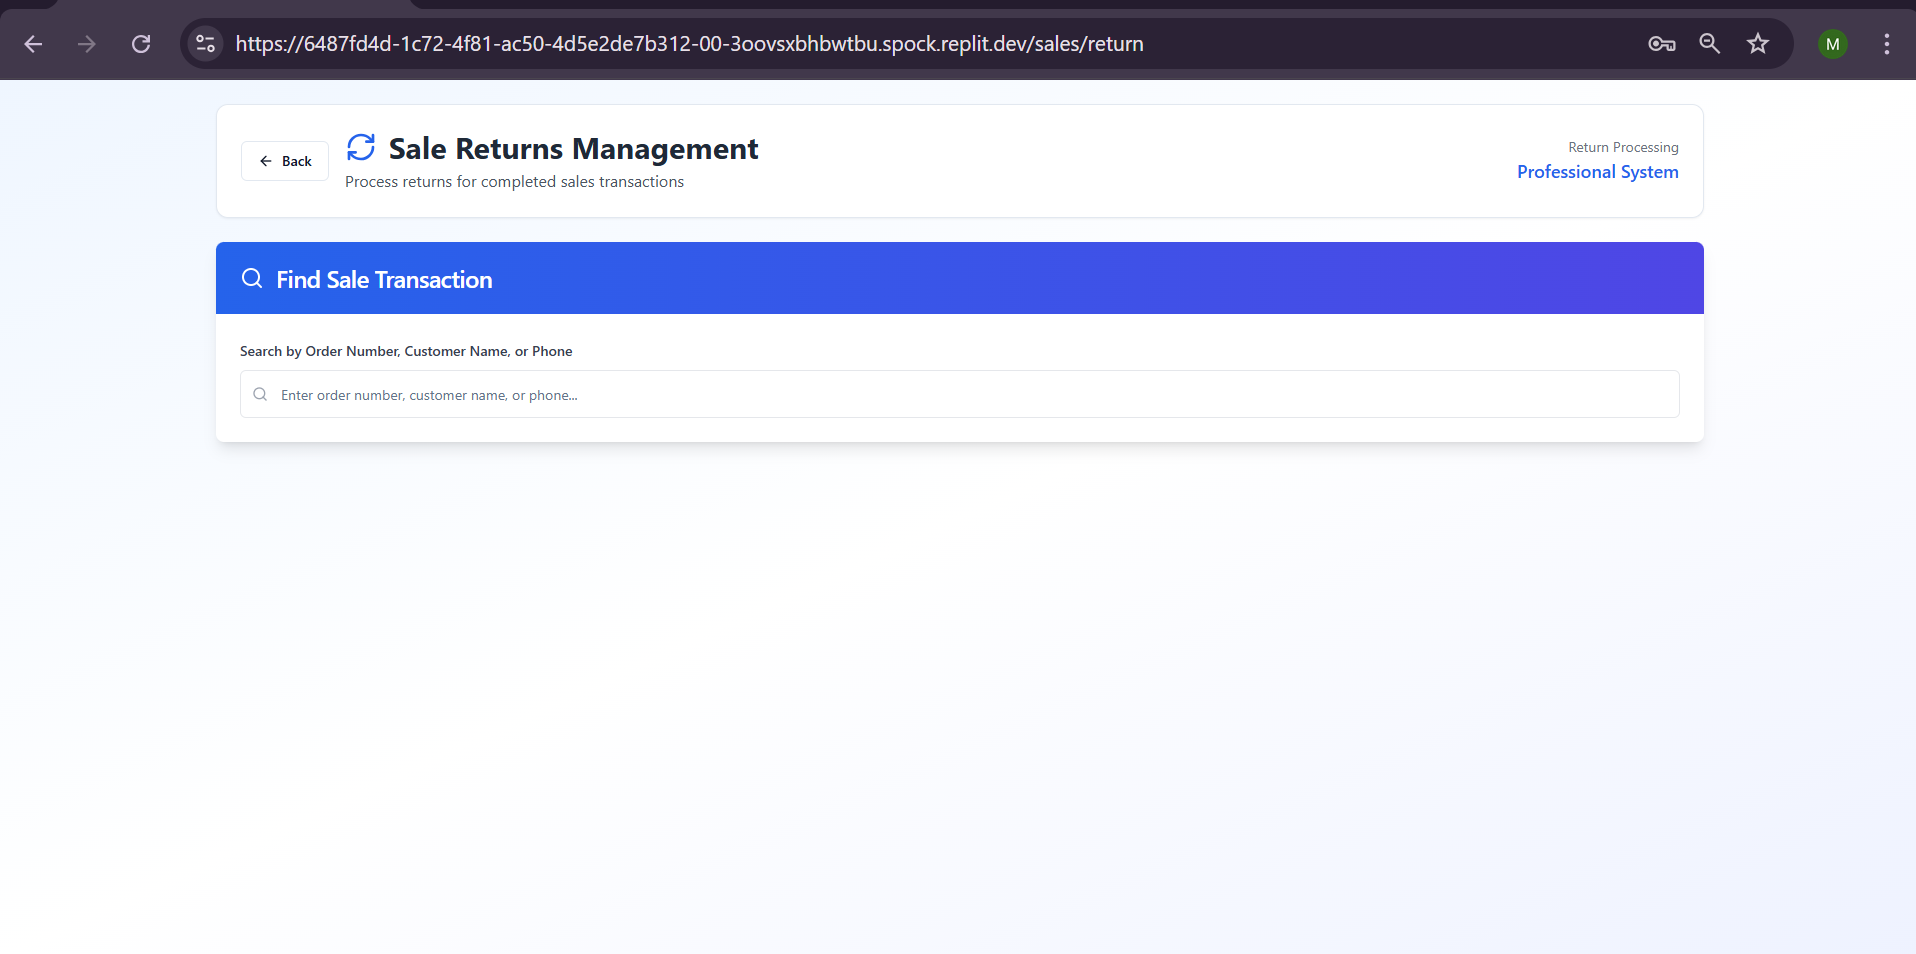 https://6487fd4d-1c72-4f81-ac50-4d5e2de7b312-00-3oovsxbhbwtbu.spock.replit.dev/sales/return
M
Back
Sale Returns Management
Process returns for completed sales transactions
Return Processing
Professional System
Find Sale Transaction
Search by Order Number, Customer Name, or Phone
Enter order number, customer name, or phone...